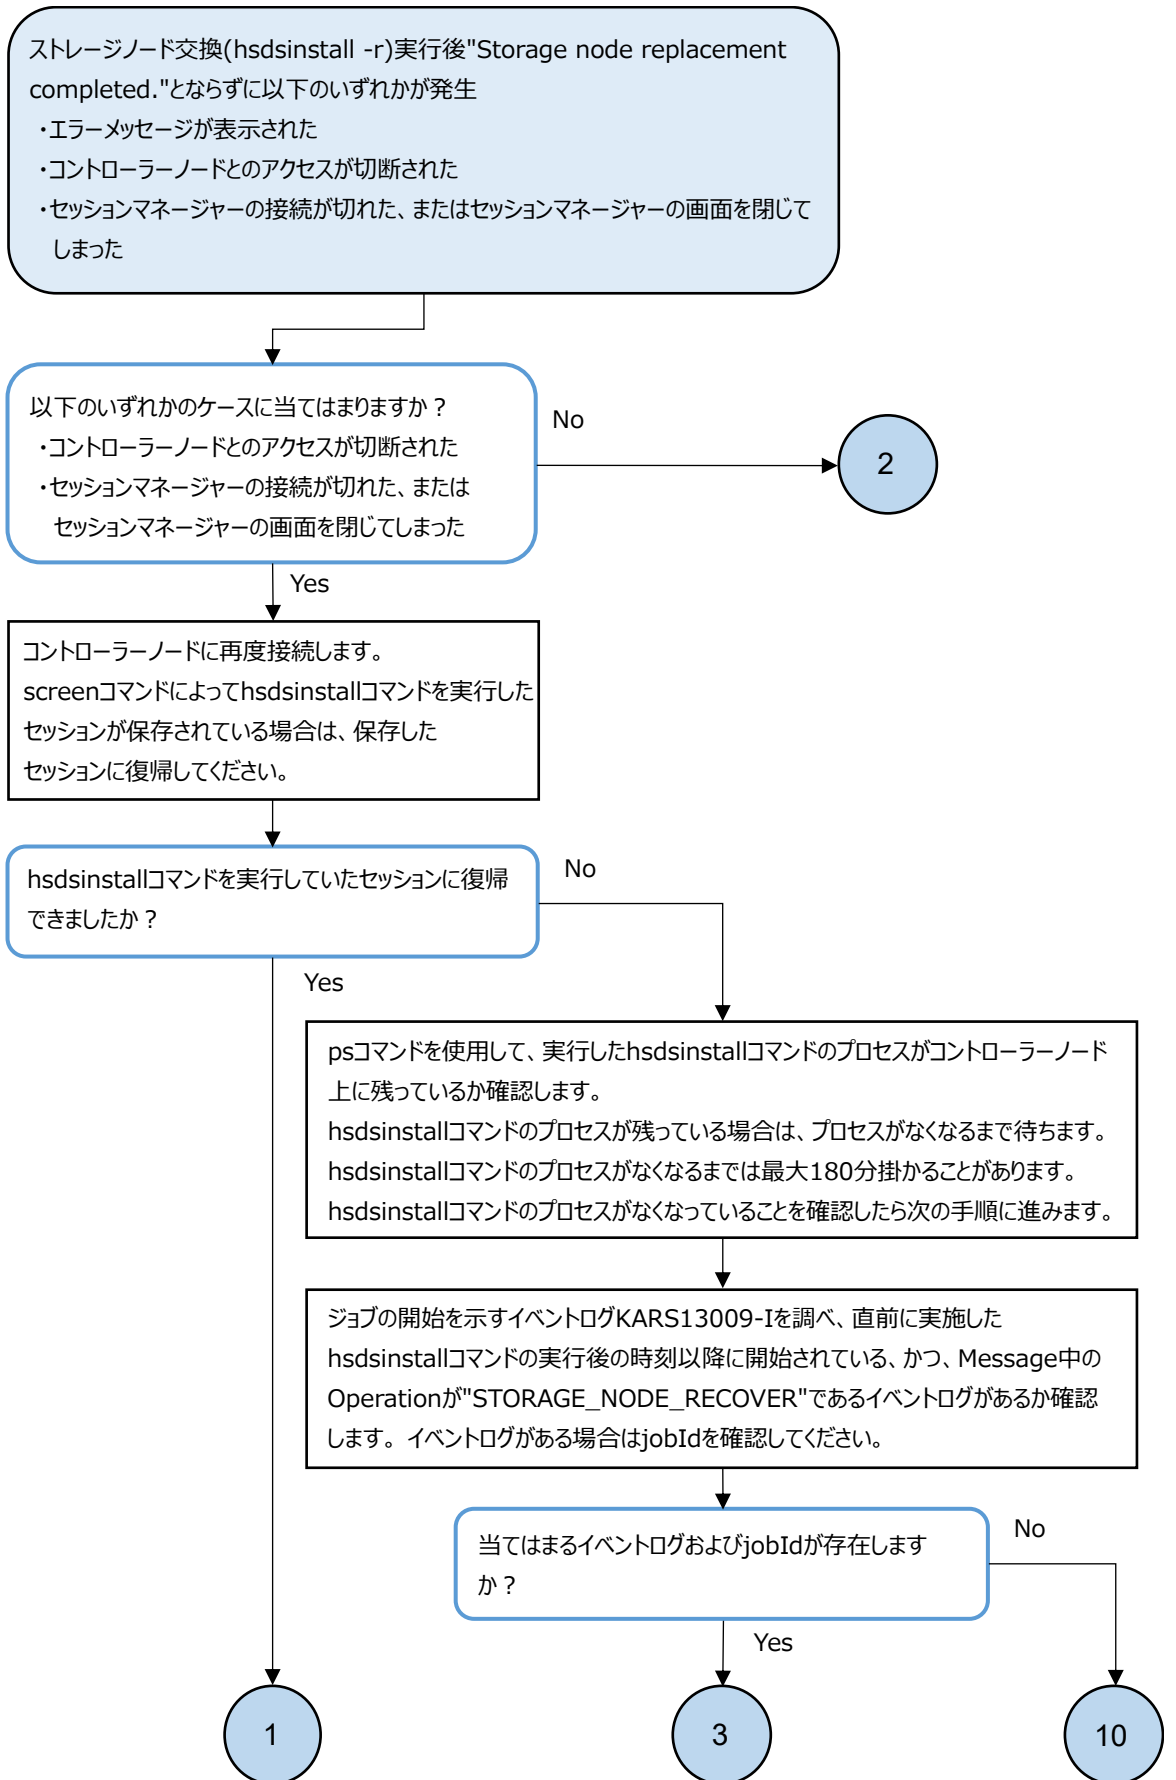 ストレージノード交換(hsdsinstall -r)実行後"Storage node replacement
completed."とならずに以下のいずれかが発生
・エラーメッセージが表示された
・コントローラーノードとのアクセスが切断された
・セッションマネージャーの接続が切れた、またはセッションマネージャーの画面を閉じて
しまった
以下のいずれかのケースに当てはまりますか？
・コントローラーノードとのアクセスが切断された
・セッションマネージャーの接続が切れた、または
セッションマネージャーの画面を閉じてしまった
No
2
Yes
コントローラーノードに再度接続します。
screenコマンドによってhsdsinstallコマンドを実行した
セッションが保存されている場合は、保存した
セッションに復帰してください。
hsdsinstallコマンドを実行していたセッションに復帰
できましたか？
No
Yes
psコマンドを使用して、実行したhsdsinstallコマンドのプロセスがコントローラーノード
上に残っているか確認します。
hsdsinstallコマンドのプロセスが残っている場合は、プロセスがなくなるまで待ちます。
hsdsinstallコマンドのプロセスがなくなるまでは最大180分掛かることがあります。
hsdsinstallコマンドのプロセスがなくなっていることを確認したら次の手順に進みます。
ジョブの開始を示すイベントログKARS13009-Iを調べ、直前に実施した
hsdsinstallコマンドの実行後の時刻以降に開始されている、かつ、Message中の
Operationが"STORAGE_NODE_RECOVER"であるイベントログがあるか確認
します。イベントログがある場合はjobIdを確認してください。
当てはまるイベントログおよびjobIdが存在します
か？
No
Yes
1
3
10